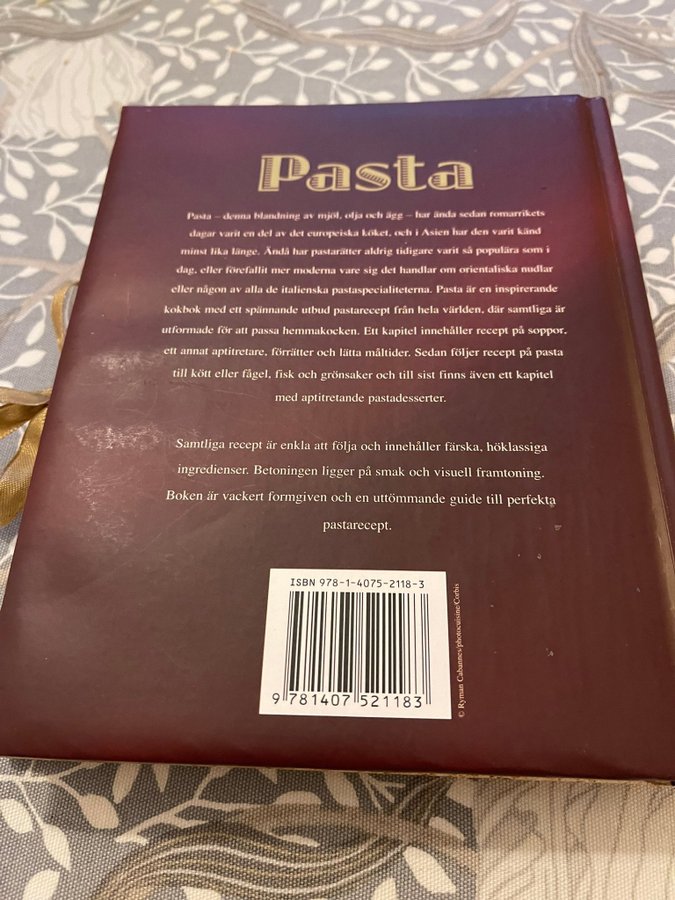 Pasta
Pasta – denna blandning av mjöl, olja och ägg – har ända sedan romarrikets
dagar varit en del av det europeiska köket, och i Asien har den varit känd
minst lika länge. Ändå har pastarätter aldrig tidigare varit så populära som i
dag, eller förefallit mer moderna vare sig det handlar om orientaliska nudlar
eller någon av alla de italienska pastaspecialiteterna. Pasta är en inspirerande
kokbok med ett spännande utbud pastarecept från hela världen, där samtliga är
utformade för att passa hemmakocken. Ett kapitel innehåller recept på soppor,
ett annat aptitretare, förrätter och lätta måltider. Sedan följer recept på pasta
till kött eller fågel, fisk och grönsaker och till sist finns även ett kapitel
med aptitretande pastadesserter.
Samtliga recept är enkla att följa och innehåller färska, höklassiga
ingredienser. Betoningen ligger på smak och visuell framtoning.
Boken är vackert formgiven och en uttömmande guide till perfekta
pastarecept.
ISBN 978-1-4075-2118-3
9 781407 521183
© Ryman Cabannes/photocuisine/Corbis